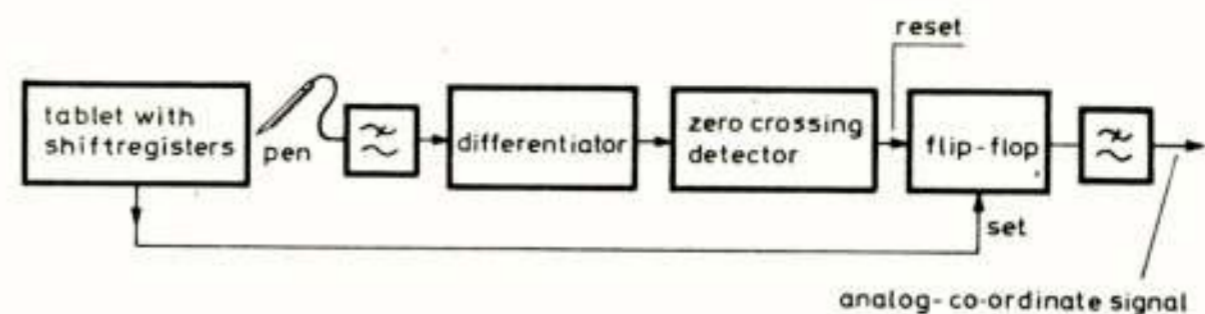 reset
tablet with
shiftregisters
pen
differentiator
zero crossing
detector
flip-flop
set
analog-co-ordinate signal